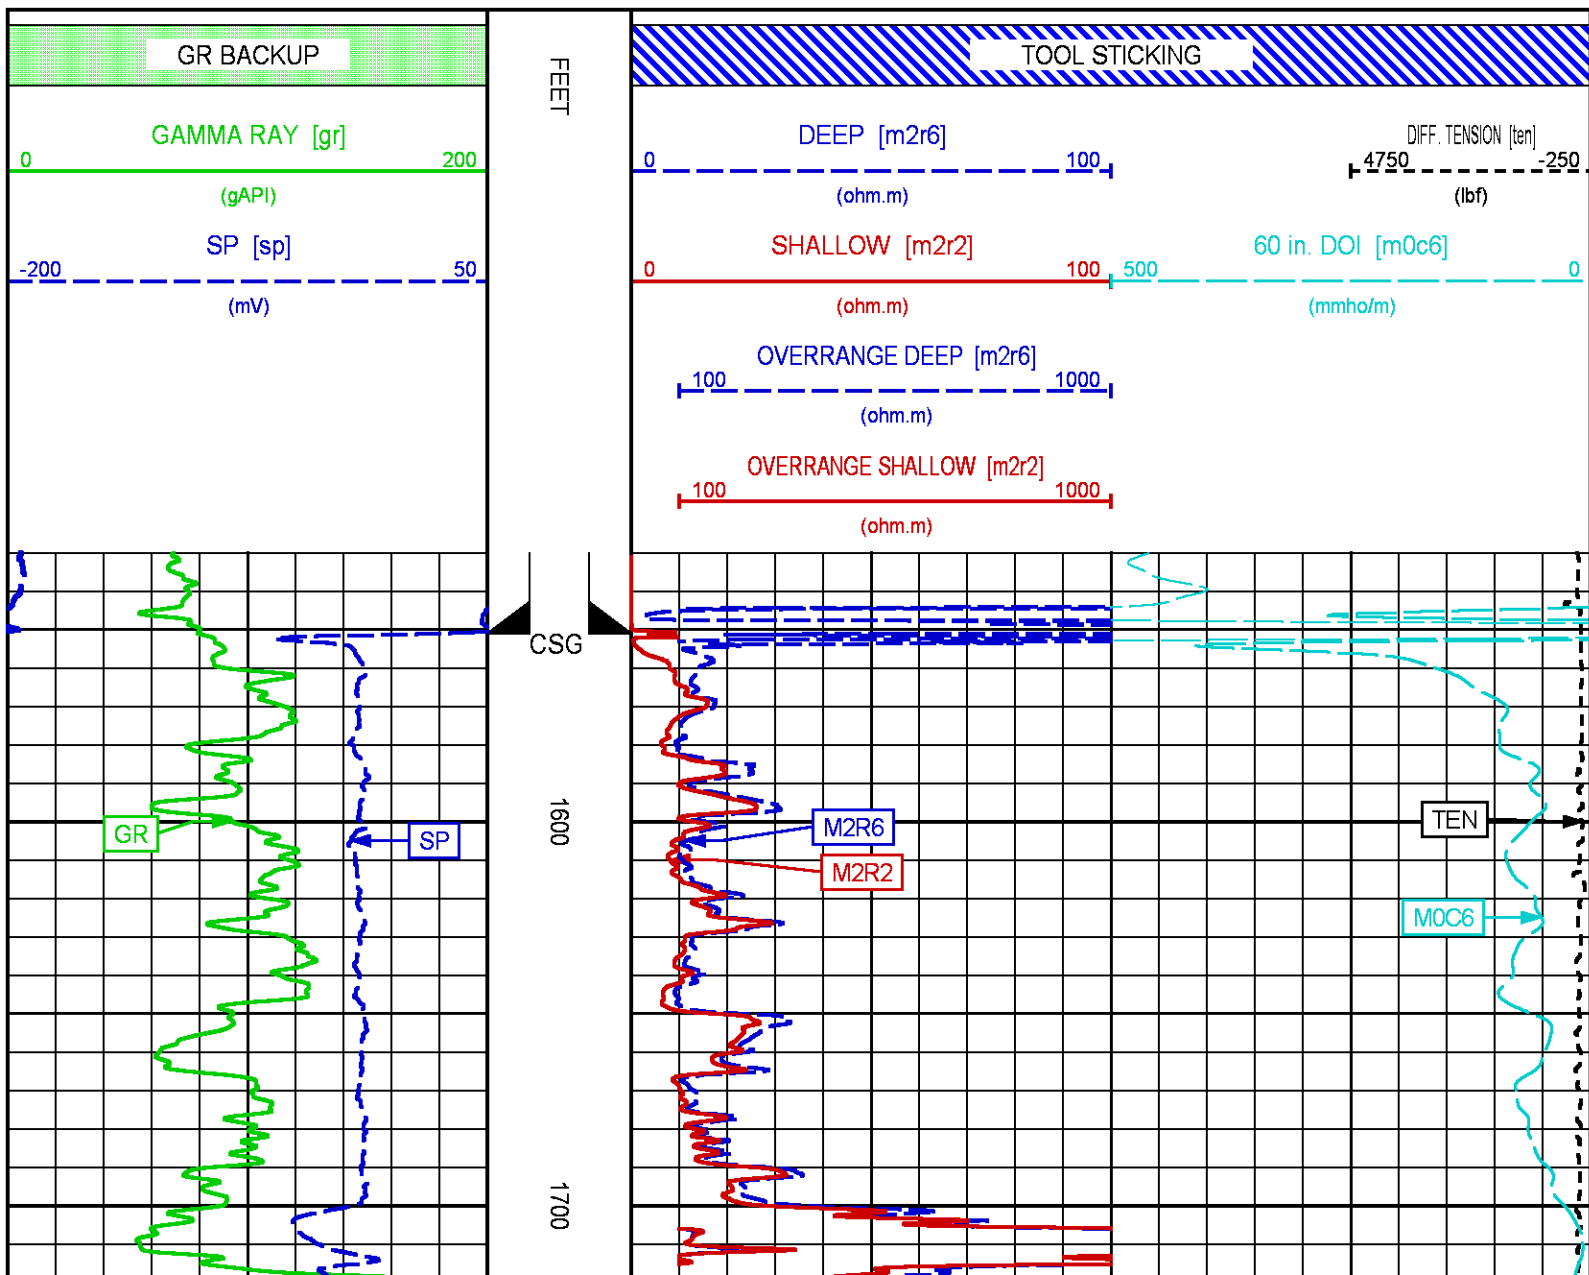 GR BACKUP
GAMMA RAY [gr]
0 200
(gAPI)
SP [sp]
-200 50
(mV)
FEET
TOOL STICKING
DEEP [m2r6]
0 100
(ohm.m)
DIFF. TENSION [ten]
4750 -250
(lbf)
SHALLOW [m2r2]
0 100
(ohm.m)
60 in. DOI [m0c6]
500 0
(mmho/m)
OVERRANGE DEEP [m2r6]
100 1000
(ohm.m)
OVERRANGE SHALLOW [m2r2]
100 1000
(ohm.m)
CSG
1600
GR
SP
M2R6
M2R2
TEN
M0C6
1700